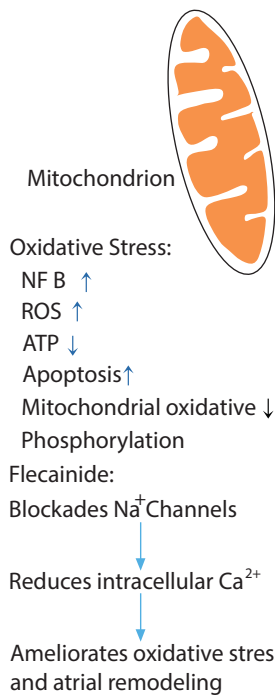 Mitochondrion
Oxidative Stress:
NF B ↑
ROS ↑
ATP ↓
Apoptosis↑
Mitochondrial oxidative ↓
Phosphorylation
Flecainide:
Blockades Na⁺ Channels
Reduces intracellular Ca²⁺
Ameliorates oxidative stres
and atrial remodeling